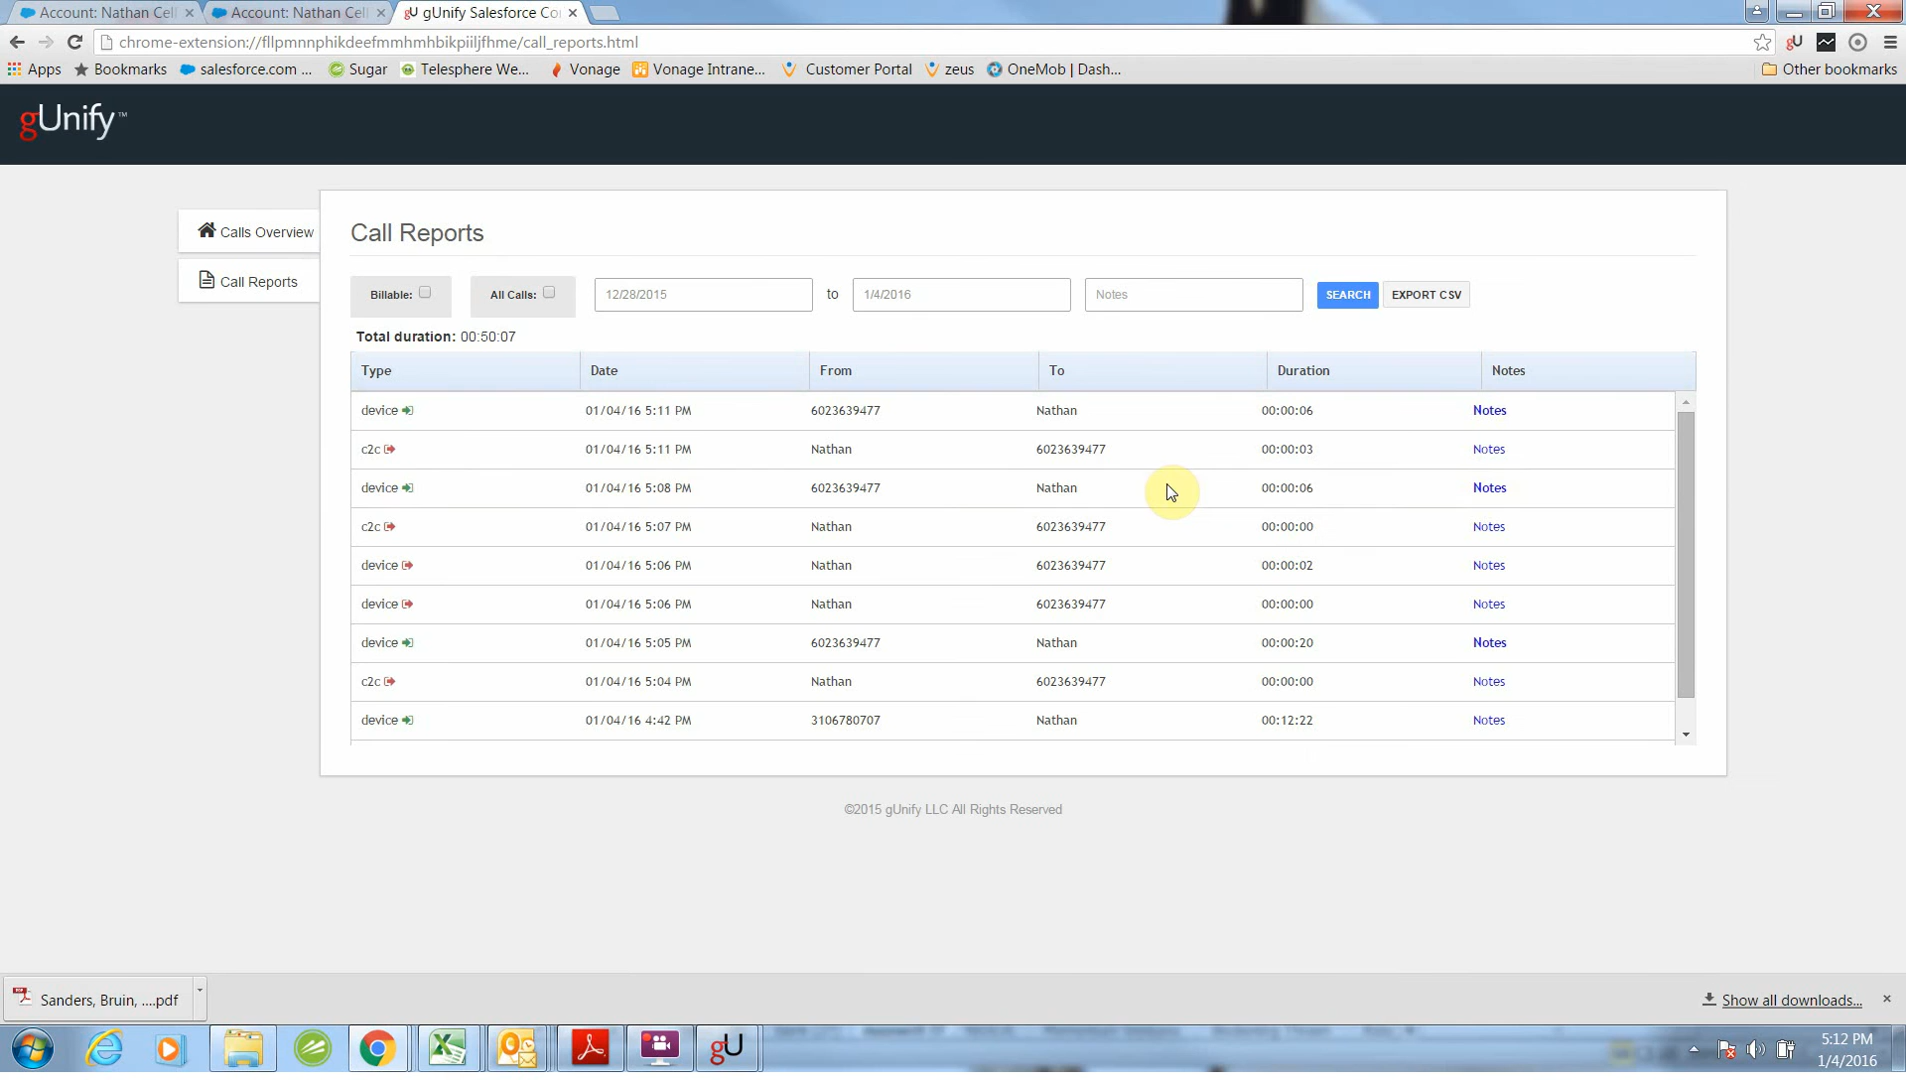 Account: Nathan Cell
Account: Nathan Cell
gU gUnify Salesforce Co
chrome-extension://fllpmnnphikdeefmmhmhbikpiiljfhme/call_reports.html
gU
Apps Bookmarks salesforce.com ... Sugar Telesphere We... Vonage Vonage Intrane... Customer Portal zeus OneMob | Dash... Other bookmarks
gUnify™
Calls Overview
Call Reports
Call Reports
Billable: All Calls: 12/28/2015 to 1/4/2016 Notes SEARCH EXPORT CSV
Total duration: 00:50:07
Type Date From To Duration Notes
device 01/04/16 5:11 PM 6023639477 Nathan 00:00:06 Notes
c2c 01/04/16 5:11 PM Nathan 6023639477 00:00:03 Notes
device 01/04/16 5:08 PM 6023639477 Nathan 00:00:06 Notes
c2c 01/04/16 5:07 PM Nathan 6023639477 00:00:00 Notes
device 01/04/16 5:06 PM Nathan 6023639477 00:00:02 Notes
device 01/04/16 5:06 PM Nathan 6023639477 00:00:00 Notes
device 01/04/16 5:05 PM 6023639477 Nathan 00:00:20 Notes
c2c 01/04/16 5:04 PM Nathan 6023639477 00:00:00 Notes
device 01/04/16 4:42 PM 3106780707 Nathan 00:12:22 Notes
©2015 gUnify LLC All Rights Reserved
Sanders, Bruin, ....pdf
Show all downloads...
gU
5:12 PM
1/4/2016